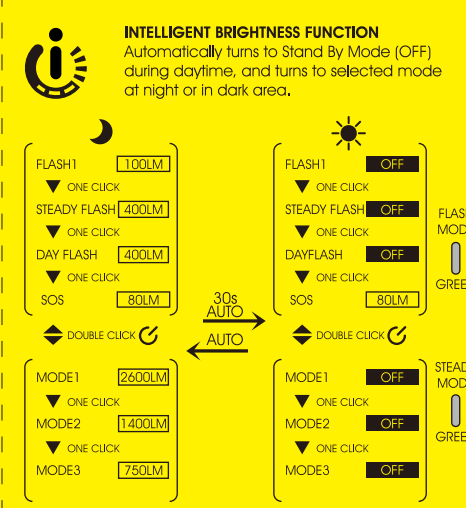 INTELLIGENT BRIGHTNESS FUNCTION
Automatically turns to Stand By Mode (OFF)
during daytime, and turns to selected mode
at night or in dark area.
FLASH1 100LM
ONE CLICK
STEADY FLASH 400LM
ONE CLICK
DAY FLASH 400LM
ONE CLICK
SOS 80LM
DOUBLE CLICK
MODE1 2600LM
ONE CLICK
MODE2 1400LM
ONE CLICK
MODE3 750LM
30s
AUTO
AUTO
FLASH1 OFF
ONE CLICK
STEADY FLASH OFF
ONE CLICK
DAYFLASH OFF
ONE CLICK
SOS 80LM
DOUBLE CLICK
MODE1 OFF
ONE CLICK
MODE2 OFF
ONE CLICK
MODE3 OFF